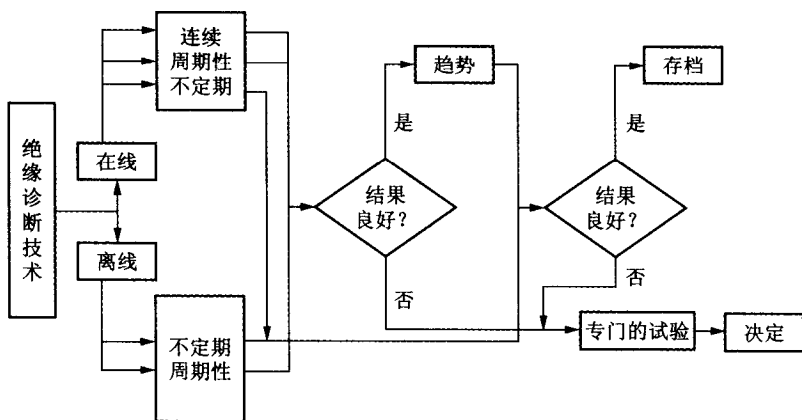 绝缘诊断技术
在线
离线
连续
周期性
不定期
不定期
周期性
结果
良好？
是
否
趋势
结果
良好？
是
否
存档
专门的试验
决定